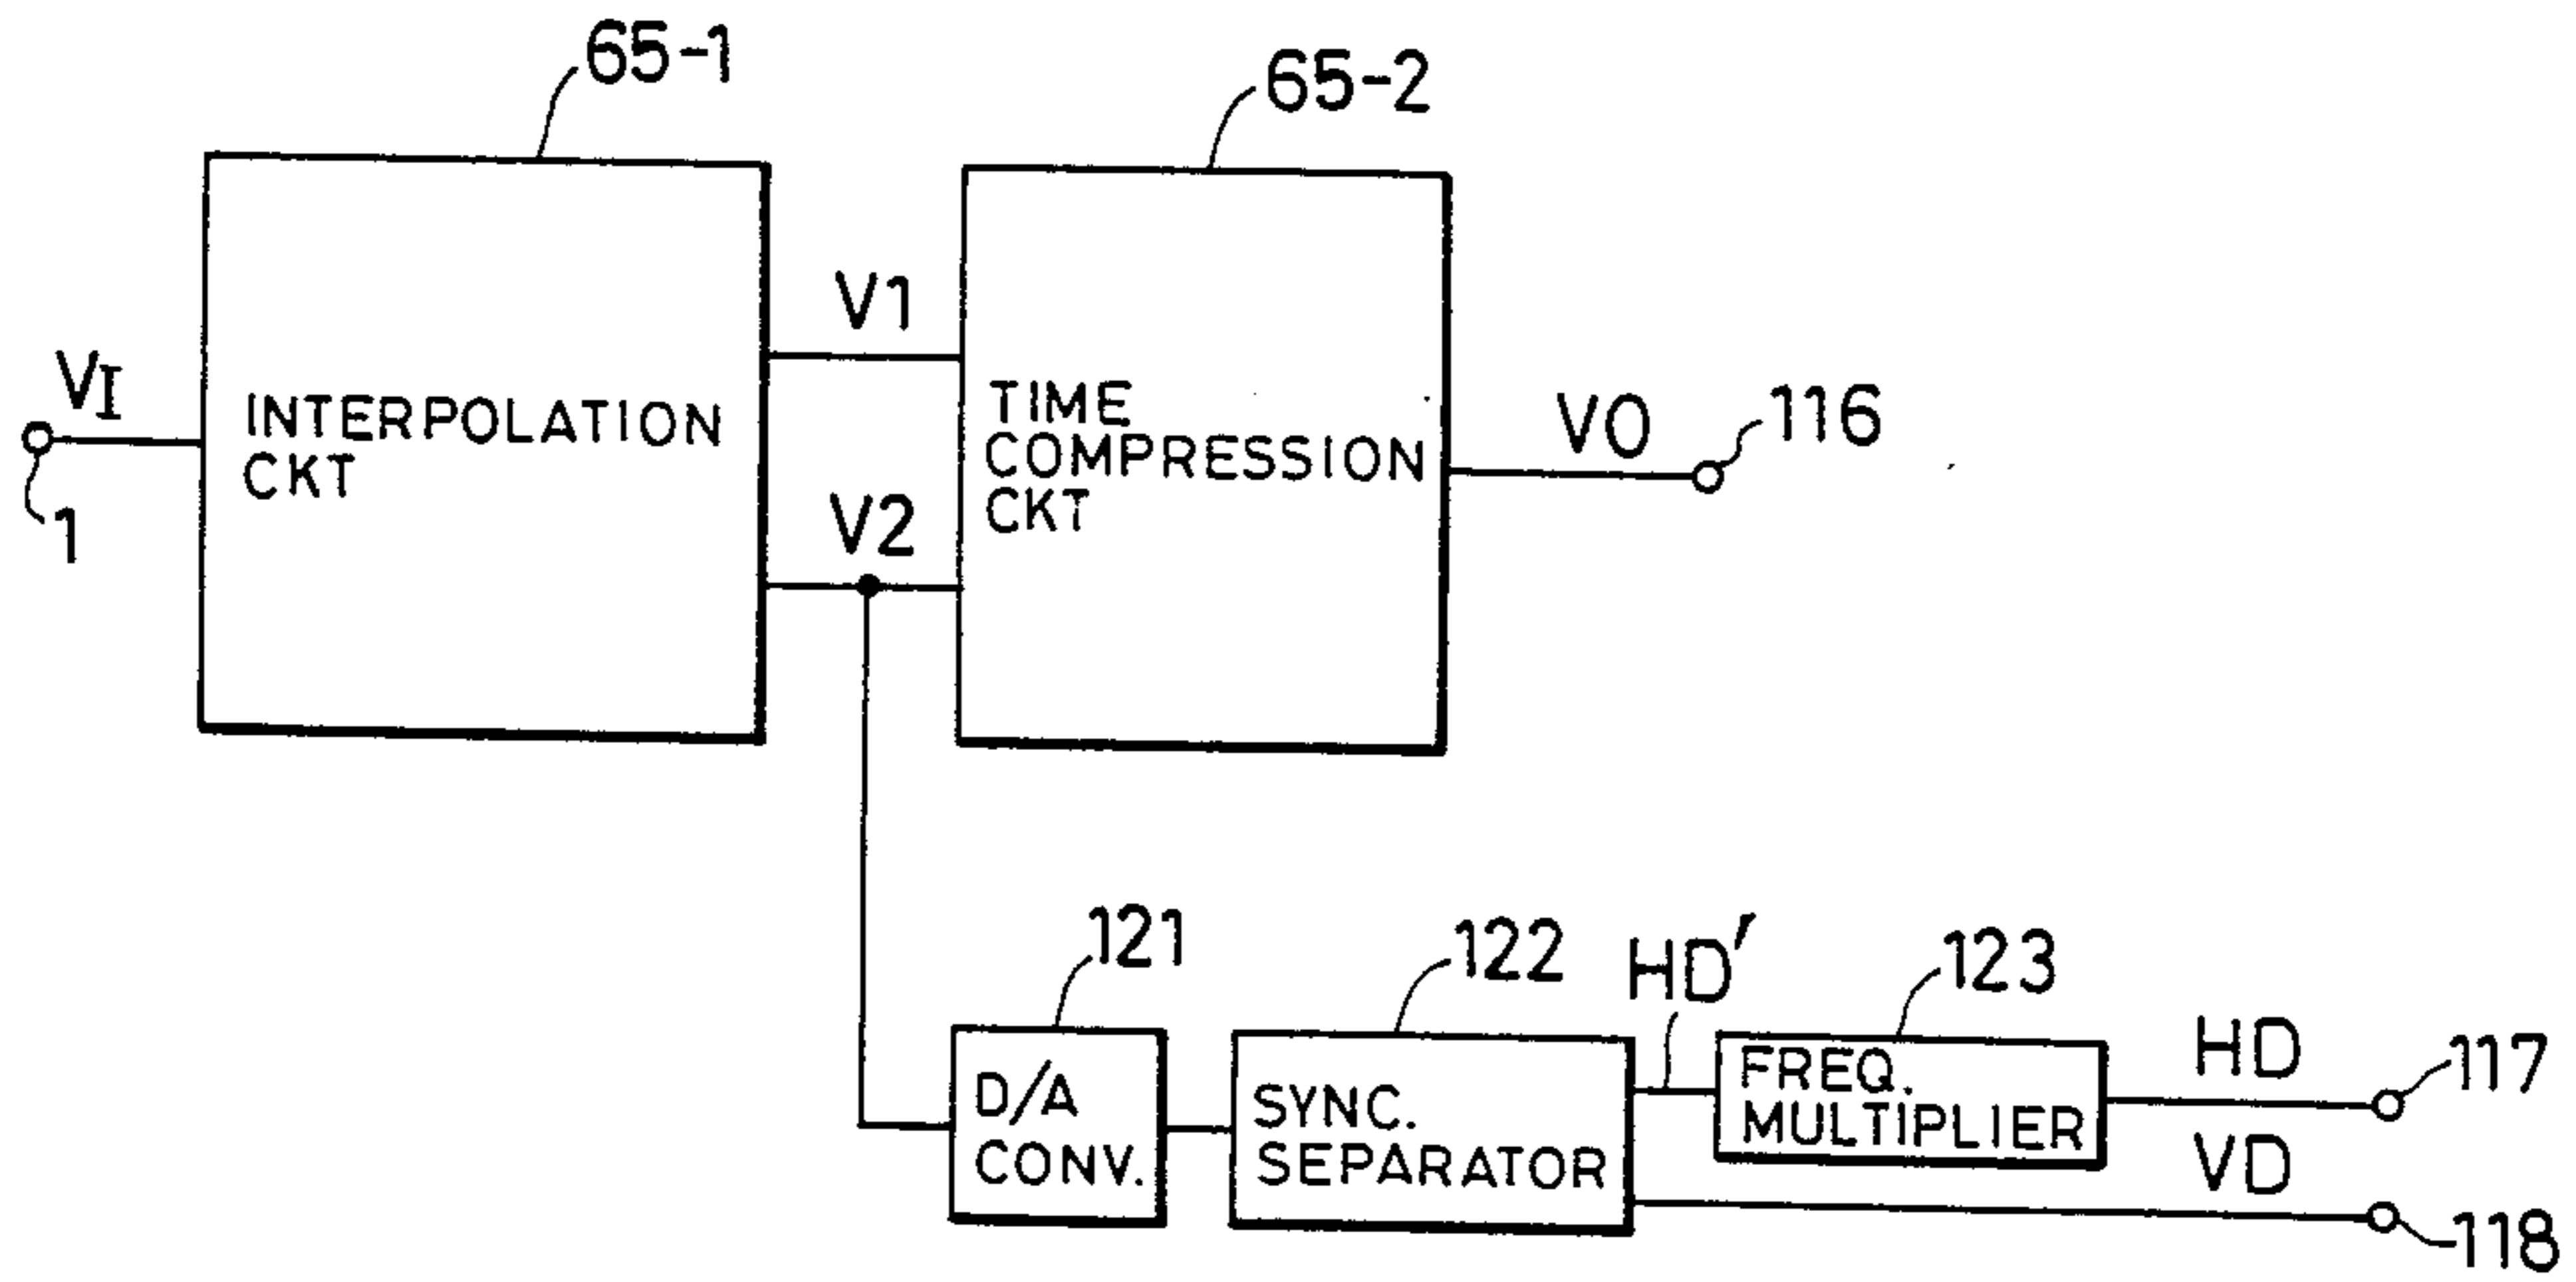 65-1
65-2
VI
1
INTERPOLATION
CKT
V1
V2
TIME
COMPRESSION
CKT
VO
116
121
122
HD'
123
D/A
CONV.
SYNC.
SEPARATOR
FREQ.
MULTIPLIER
HD
117
VD
118